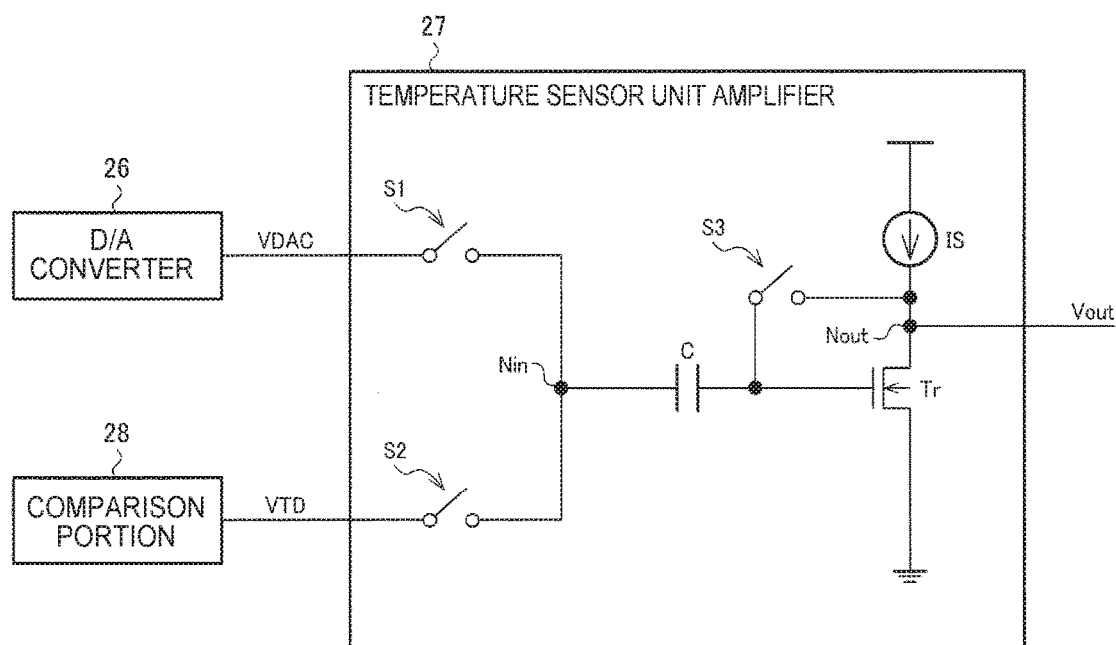 27
TEMPERATURE SENSOR UNIT AMPLIFIER
26
D/A
CONVERTER
VDAC
S1
S3
IS
Vout
Nout
Nin
C
Tr
28
COMPARISON
PORTION
VTD
S2